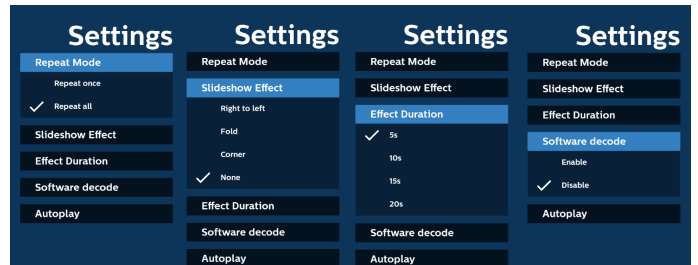 Settings
Repeat Mode
Repeat once
Repeat all
Slideshow Effect
Effect Duration
Software decode
Autoplay
Settings
Repeat Mode
Slideshow Effect
Right to left
Fold
Corner
None
Effect Duration
Software decode
Autoplay
Settings
Repeat Mode
Slideshow Effect
Effect Duration
5s
10s
15s
20s
Software decode
Autoplay
Settings
Repeat Mode
Slideshow Effect
Effect Duration
Software decode
Enable
Disable
Autoplay